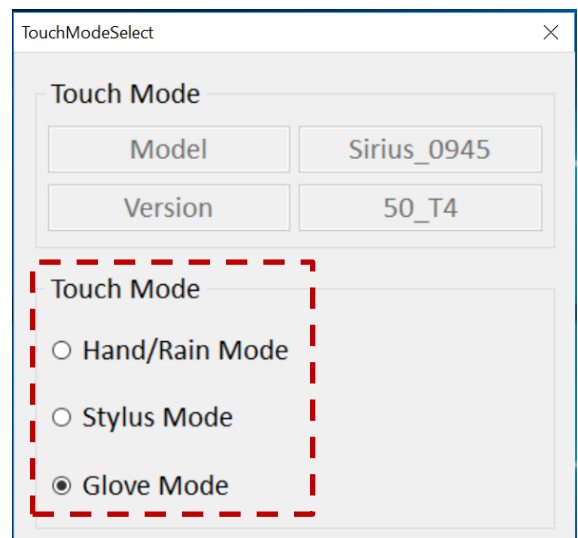 TouchModeSelect
Touch Mode
Model Sirius_0945
Version 50_T4
Touch Mode
Hand/Rain Mode
Stylus Mode
Glove Mode